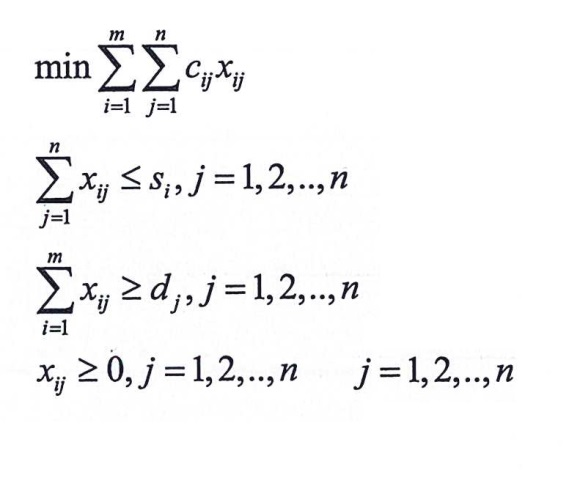 min ∑_{i=1}^{m} ∑_{j=1}^{n} c_{ij} x_{ij}
∑_{j=1}^{n} x_{ij} ≤ s_i, j = 1,2,..,n
∑_{i=1}^{m} x_{ij} ≥ d_j, j = 1,2,..,n
x_{ij} ≥ 0, j = 1,2,..,n j = 1,2,..,n